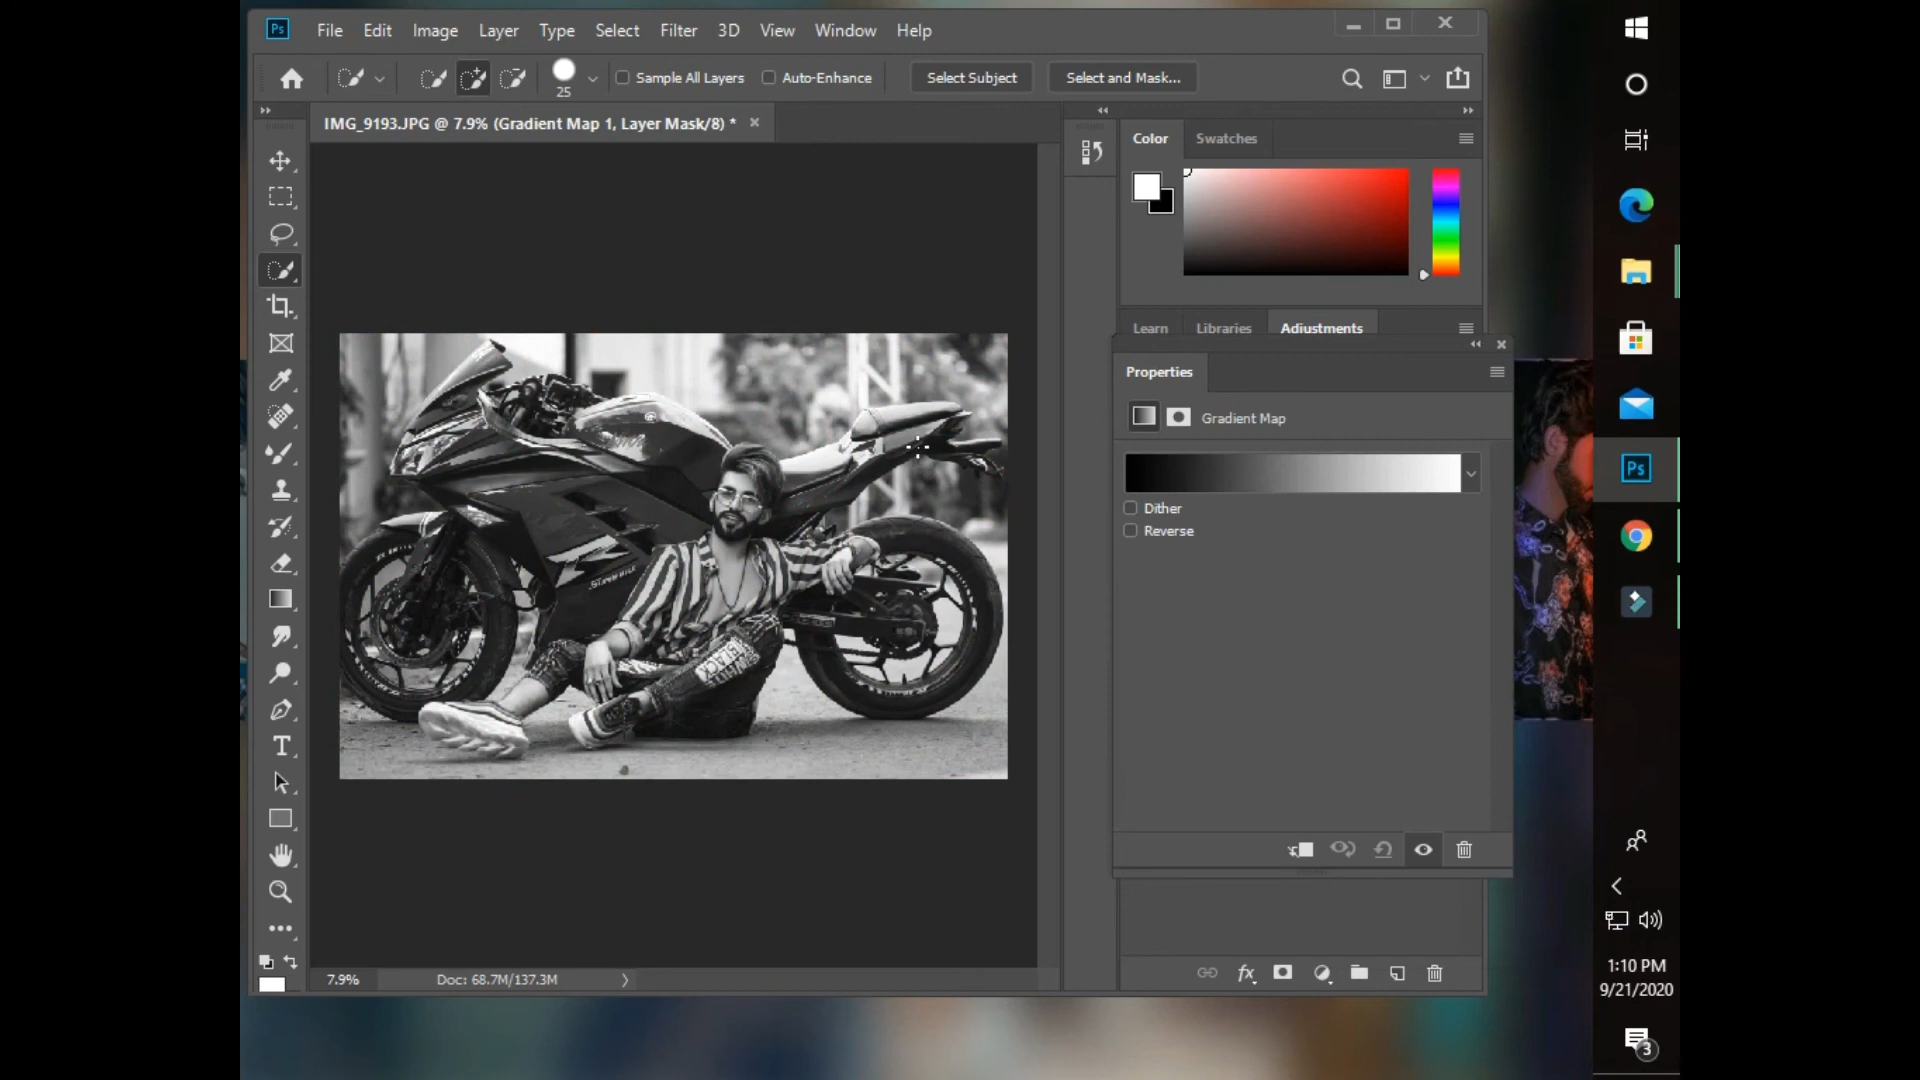 Ps File Edit Image Layer Type Select Filter 3D View Window Help
25 Sample All Layers Auto-Enhance Select Subject Select and Mask...
IMG_9193.JPG @ 7.9% (Gradient Map 1, Layer Mask/8) *
Color Swatches
Learn Libraries Adjustments
Properties
Gradient Map
Dither
Reverse
7.9% Doc: 68.7M/137.3M
fx
Ps
1:10 PM
9/21/2020
3